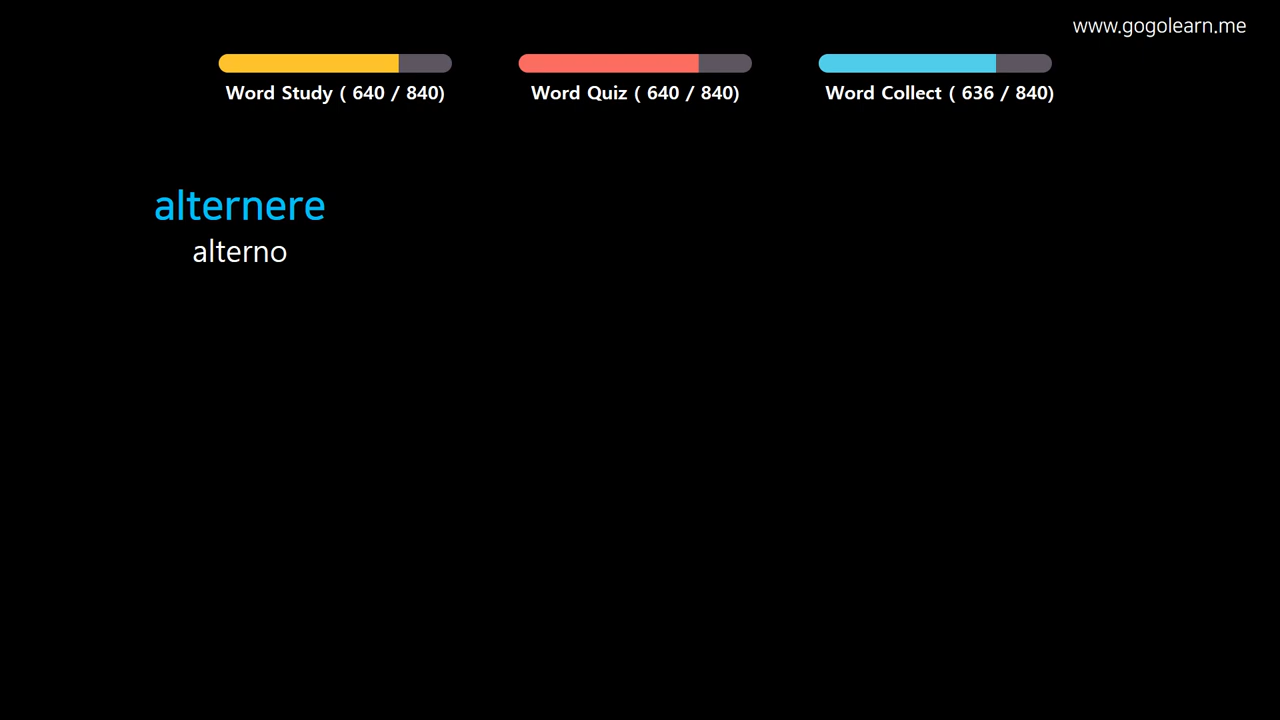 www.gogolearn.me
Word Study ( 640 / 840)
Word Quiz ( 640 / 840)
Word Collect ( 636 / 840)
alternere
alterno